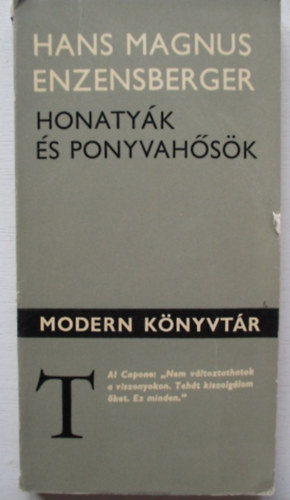 HANS MAGNUS
ENZENSBERGER
HONATYÁK
ÉS PONYVAHŐSÖK
MODERN KÖNYVTÁR
T
Al Capone: „Nem változtathatok
a viszonyokon. Tehát kiszolgálom
őket. Ez minden.”